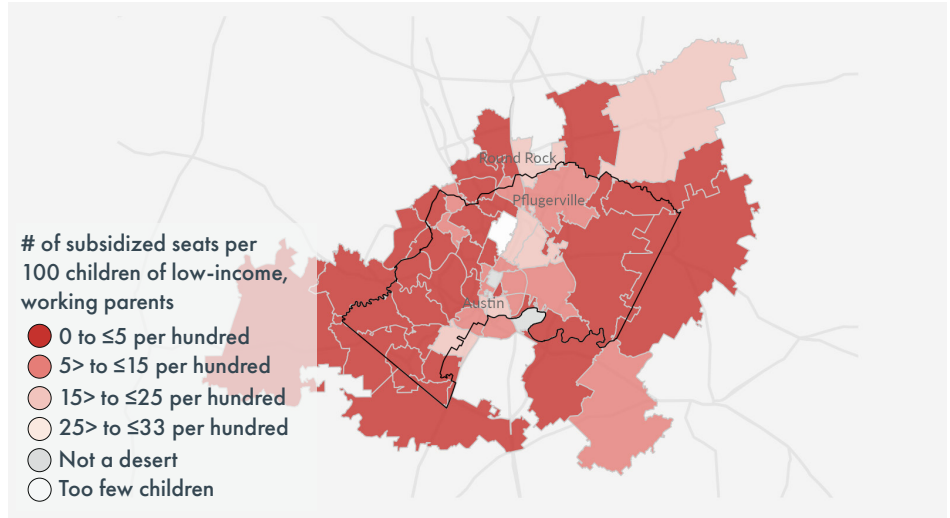 Round Rock
Pflugerville
# of subsidized seats per
100 children of low-income,
working parents
Austin
0 to ≤5 per hundred
5> to ≤15 per hundred
15> to ≤25 per hundred
25> to ≤33 per hundred
Not a desert
Too few children